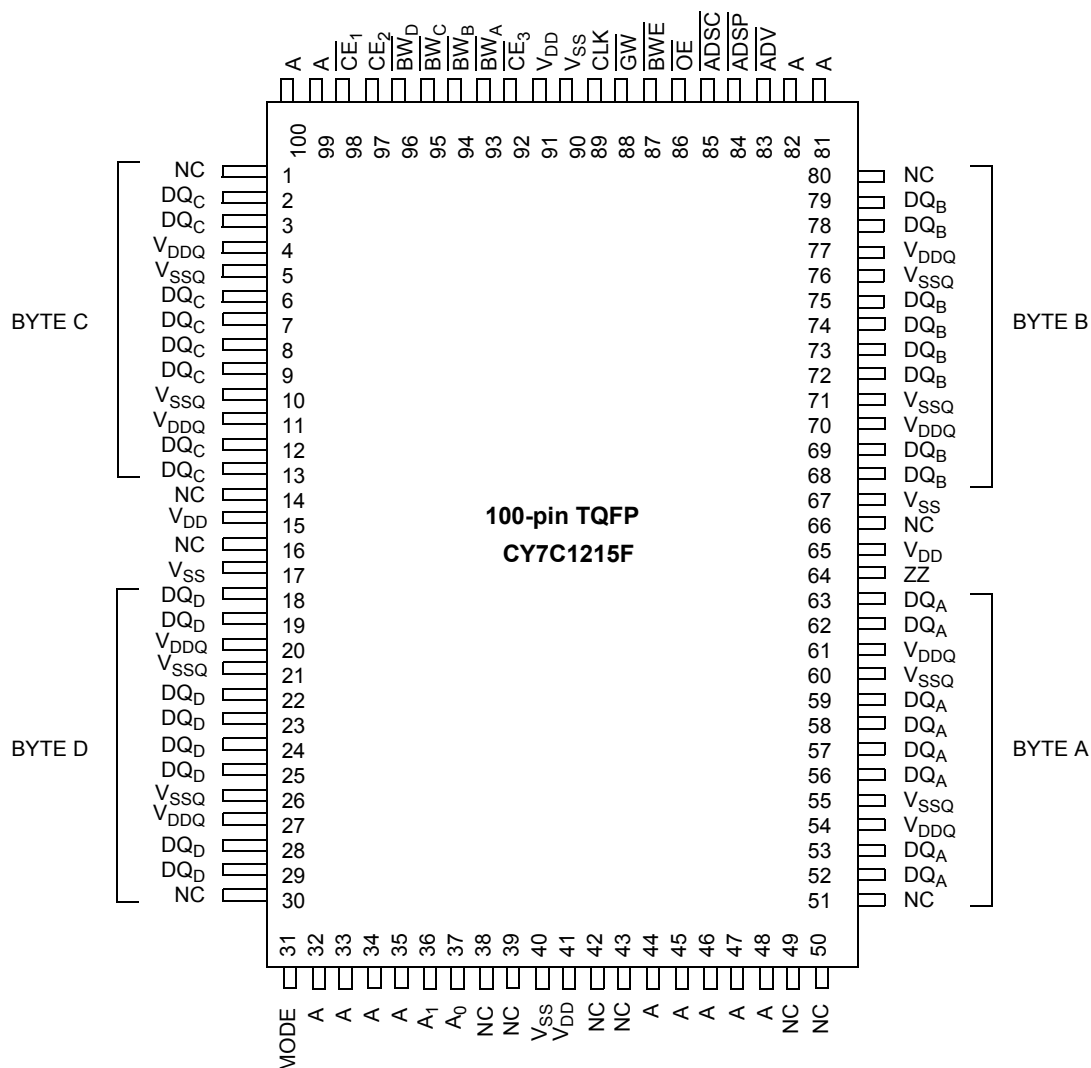 A A CE1 CE2 BWD BWC BWB BWA CE3 VDD VSS CLK GW BWE OE ADSC ADSP ADV A A
100 99 98 97 96 95 94 93 92 91 90 89 88 87 86 85 84 83 82 81
NC 1 80 NC
DQC 2 79 DQB
DQC 3 78 DQB
VDDQ 4 77 VDDQ
VSSQ 5 76 VSSQ
DQC 6 75 DQB
BYTE C DQC 7 74 DQB BYTE B
DQC 8 73 DQB
DQC 9 72 DQB
VSSQ 10 71 VSSQ
VDDQ 11 70 VDDQ
DQC 12 69 DQB
DQC 13 68 DQB
NC 14 67 VSS
VDD 15 66 NC
NC 16 65 VDD
VSS 17 64 ZZ
100-pin TQFP
CY7C1215F
DQD 18 63 DQA
DQD 19 62 DQA
VDDQ 20 61 VDDQ
VSSQ 21 60 VSSQ
DQD 22 59 DQA
DQD 23 58 DQA
BYTE D DQD 24 57 DQA BYTE A
DQD 25 56 DQA
VSSQ 26 55 VSSQ
VDDQ 27 54 VDDQ
DQD 28 53 DQA
DQD 29 52 DQA
NC 30 51 NC
31 32 33 34 35 36 37 38 39 40 41 42 43 44 45 46 47 48 49 50
MODE A A A A A1 A0 NC NC VSS VDD NC NC A A A A A NC NC